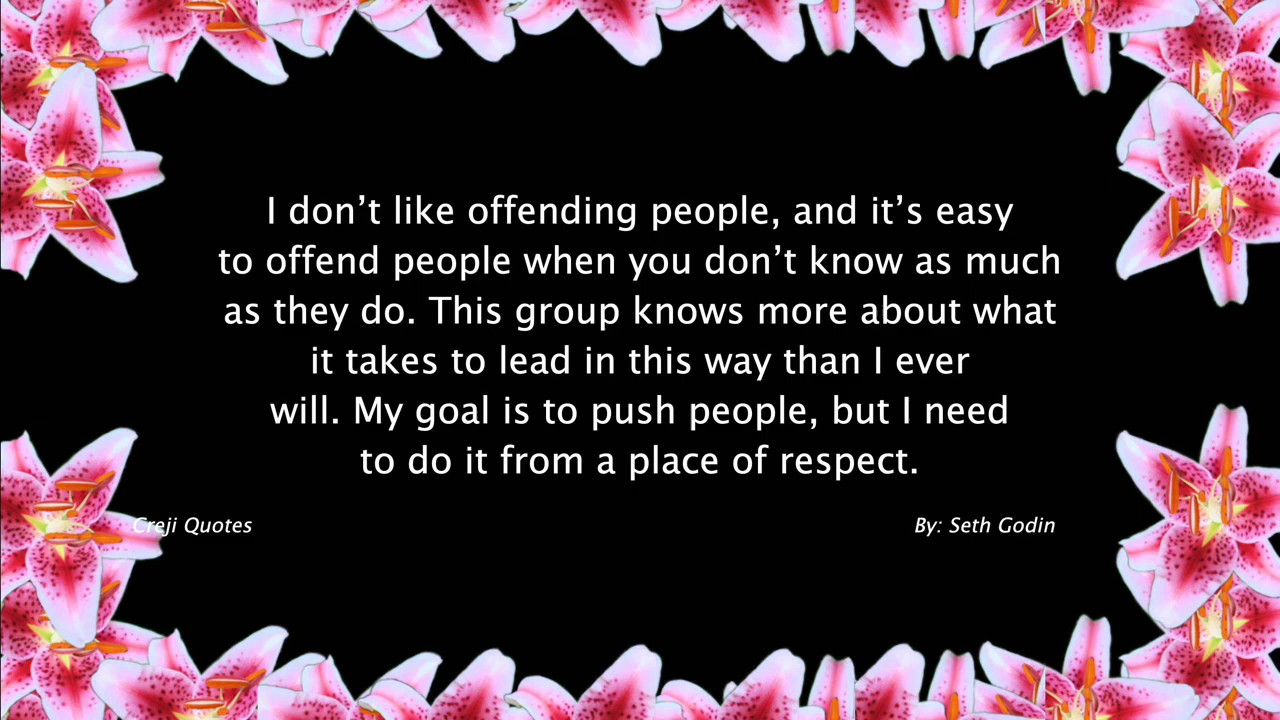 I don’t like offending people, and it’s easy
to offend people when you don’t know as much
as they do. This group knows more about what
it takes to lead in this way than I ever
will. My goal is to push people, but I need
to do it from a place of respect.
Creji Quotes
By: Seth Godin